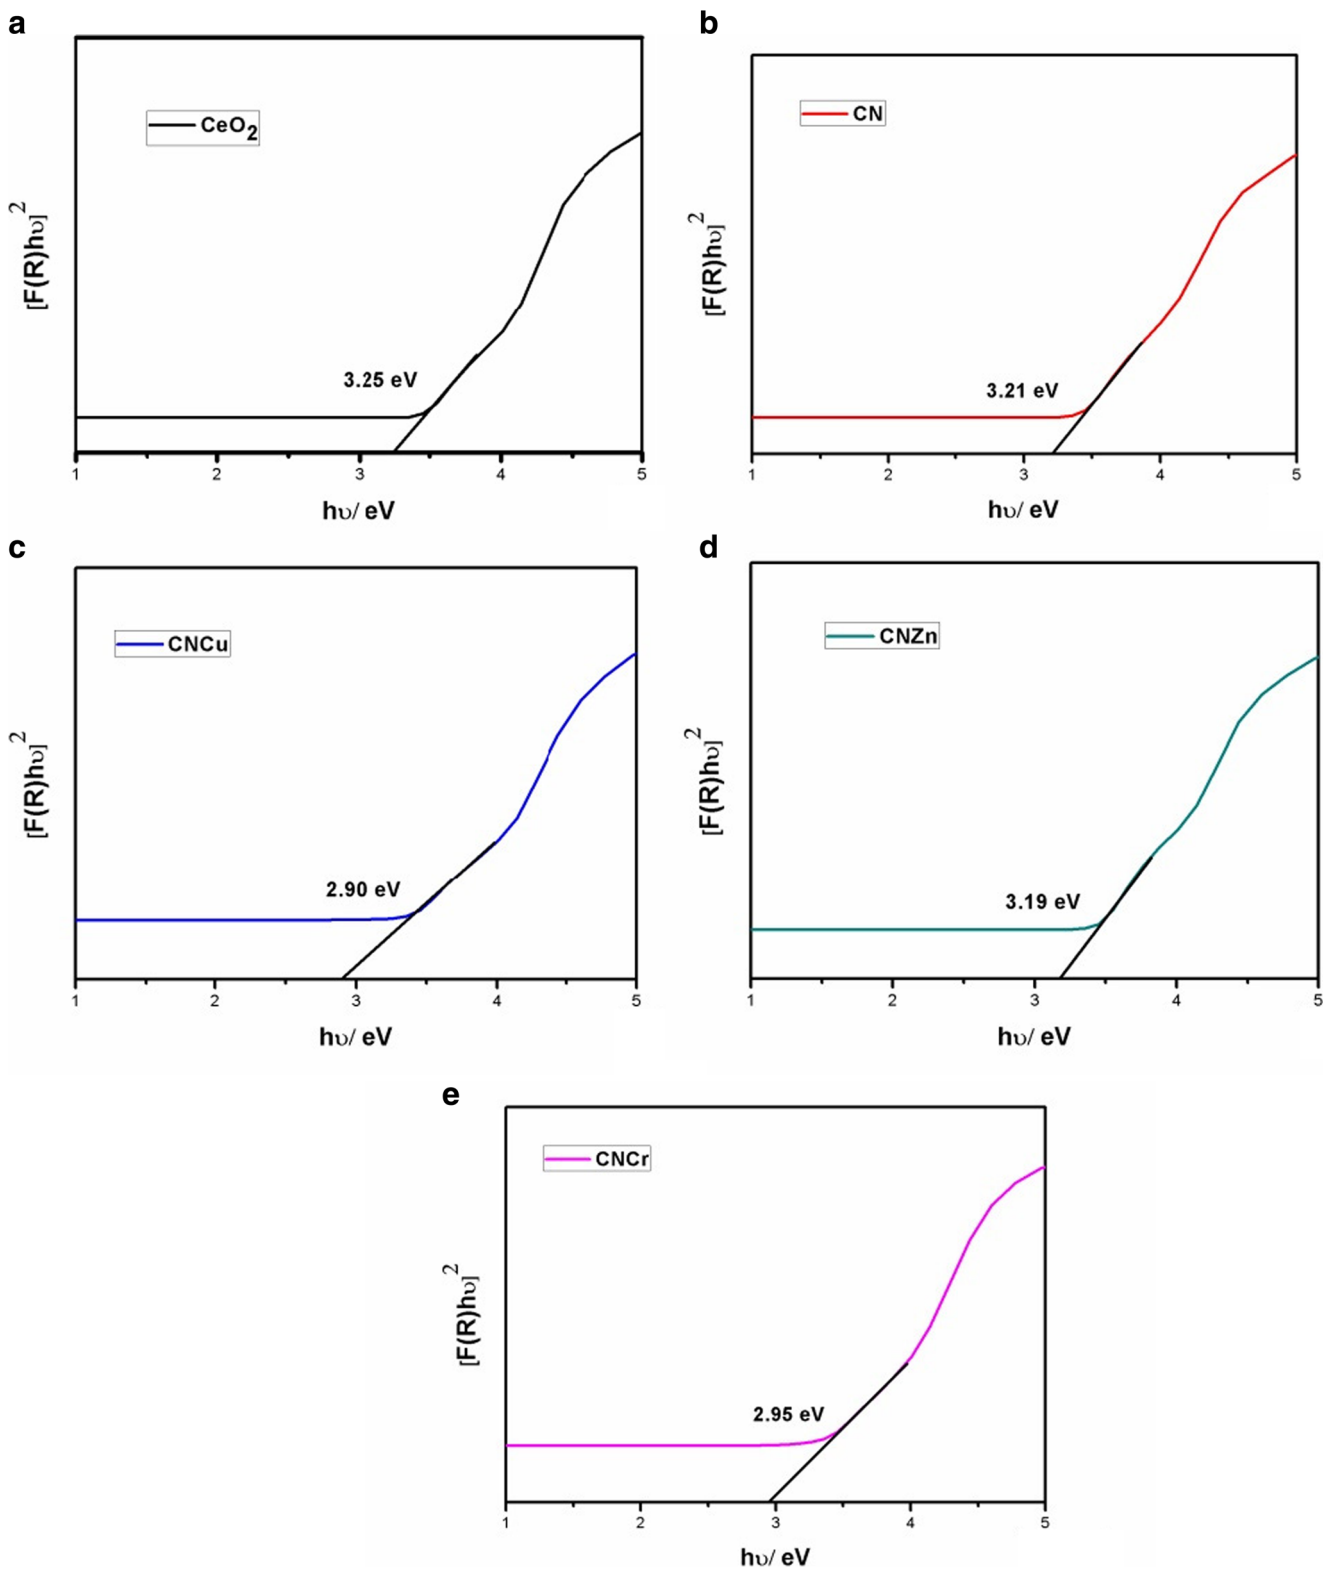 a
CeO2
[F(R)hυ]2
3.25 eV
1 2 3 4 5
hυ/ eV
b
CN
[F(R)hυ]2
3.21 eV
1 2 3 4 5
hυ/ eV
c
CNCu
[F(R)hυ]2
2.90 eV
1 2 3 4 5
hυ/ eV
d
CNZn
[F(R)hυ]2
3.19 eV
1 2 3 4 5
hυ/ eV
e
CNCr
[F(R)hυ]2
2.95 eV
1 2 3 4 5
hυ/ eV